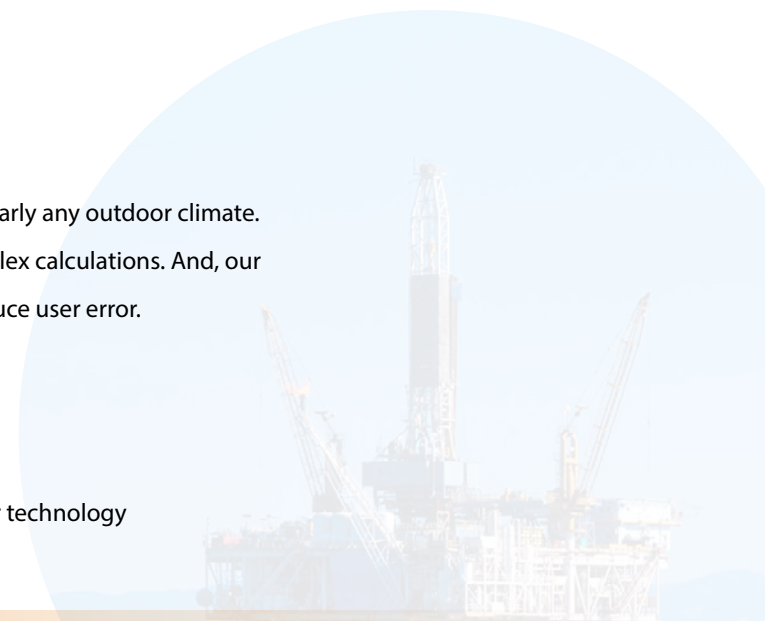 arly any outdoor climate.
lex calculations. And, our
uce user error.
technology